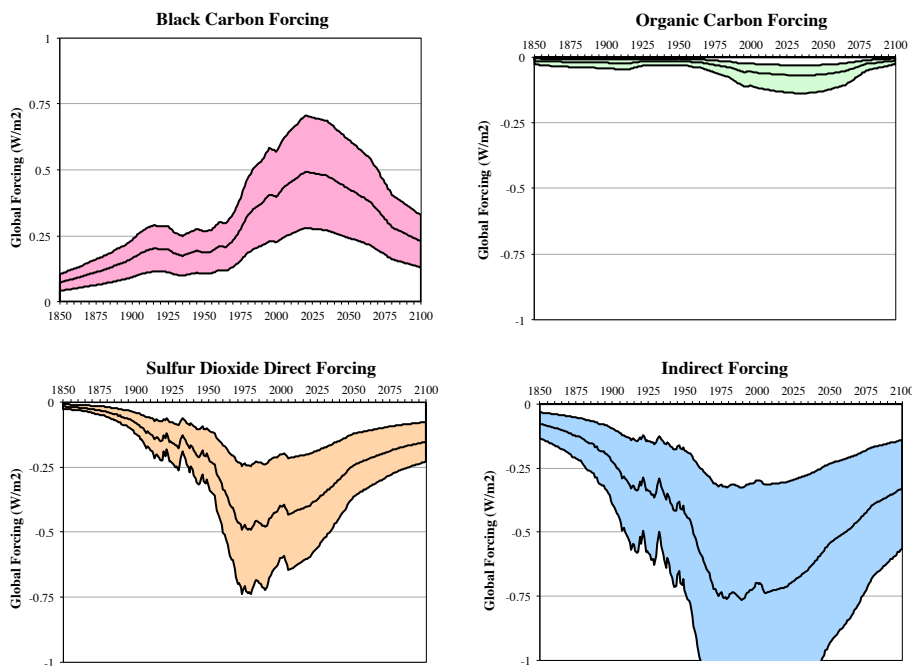 Black Carbon Forcing
1
0.75
0.5
0.25
0
Global Forcing (W/m2)
1850 1875 1900 1925 1950 1975 2000 2025 2050 2075 2100
Organic Carbon Forcing
1850 1875 1900 1925 1950 1975 2000 2025 2050 2075 2100
0
-0.25
-0.5
-0.75
-1
Global Forcing (W/m2)
Sulfur Dioxide Direct Forcing
1850 1875 1900 1925 1950 1975 2000 2025 2050 2075 2100
0
-0.25
-0.5
-0.75
-1
Global Forcing (W/m2)
Indirect Forcing
1850 1875 1900 1925 1950 1975 2000 2025 2050 2075 2100
0
-0.25
-0.5
-0.75
-1
Global Forcing (W/m2)